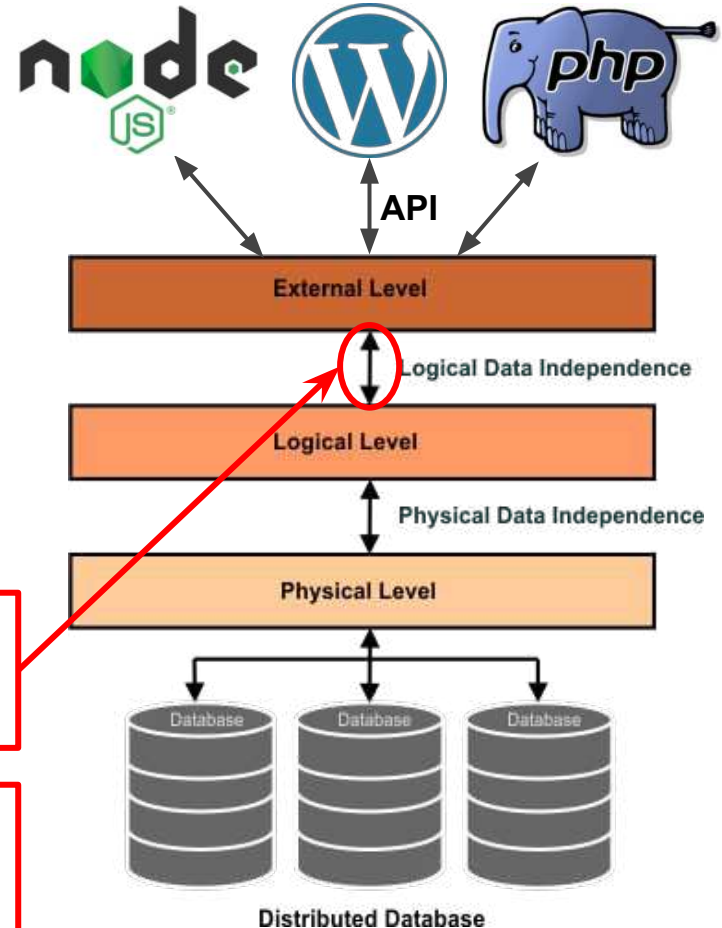 node
JS
®
W
php
API
External Level
Logical Data Independence
Logical Level
Physical Data Independence
Physical Level
Database Database Database
Distributed Database